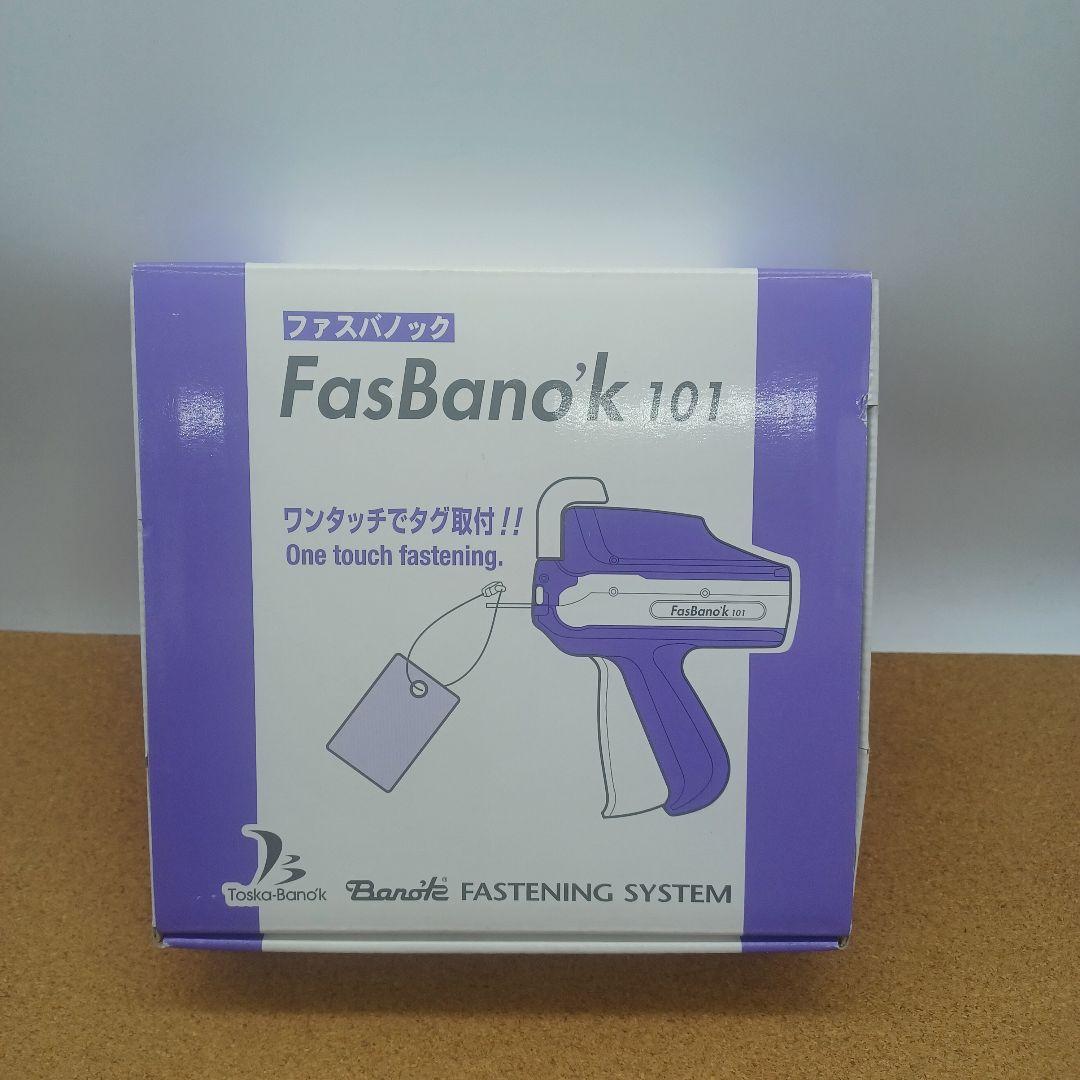 ファスバノック
FasBano'k 101
ワンタッチでタグ取付!!
One touch fastening.
FasBano'k 101
Toska-Bano'k
Bano'k® FASTENING SYSTEM